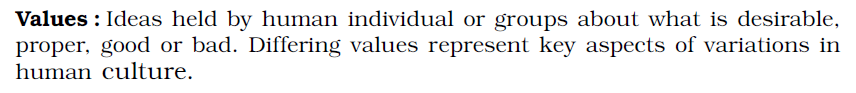 Values : Ideas held by human individual or groups about what is desirable,
proper, good or bad. Differing values represent key aspects of variations in
human culture.